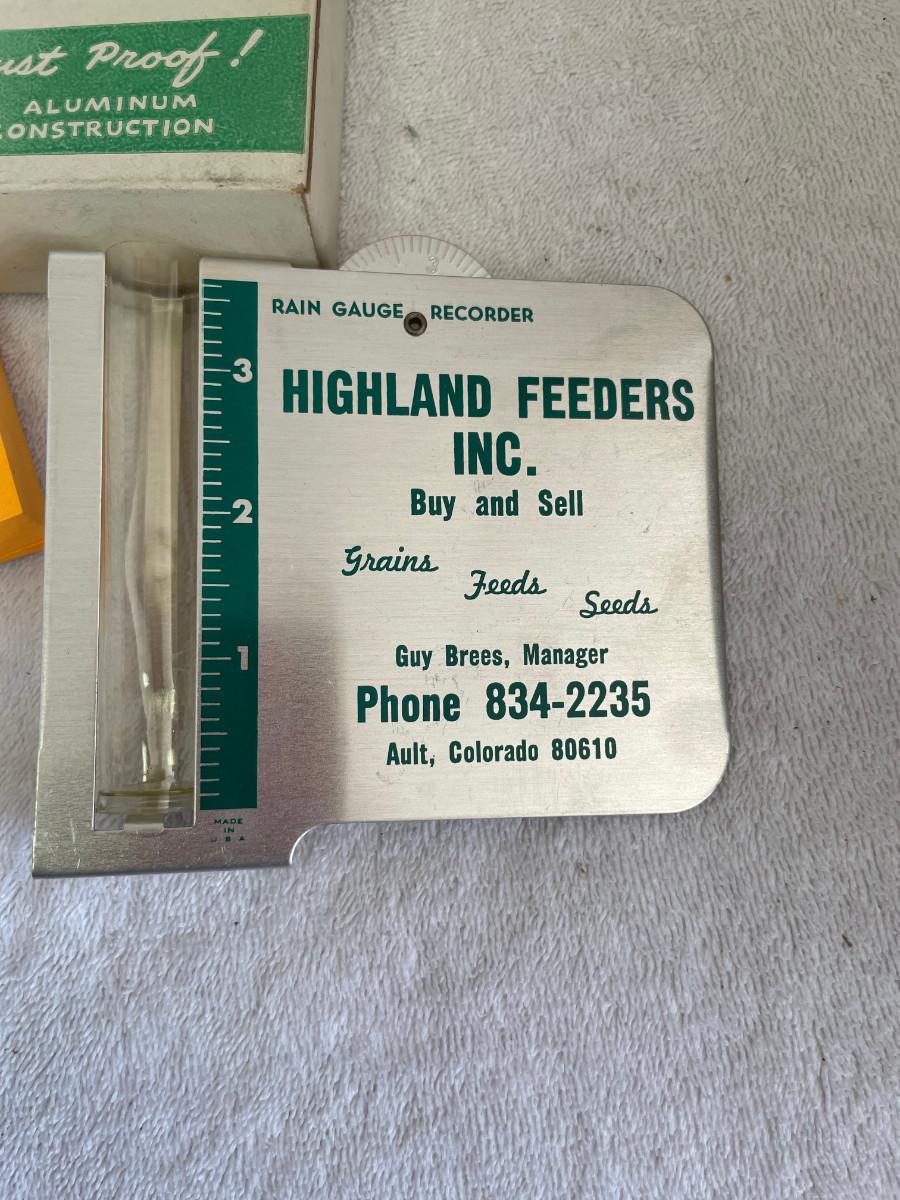 Proof!
ALUMINUM
CONSTRUCTION
3
RAIN GAUGE RECORDER
3
HIGHLAND FEEDERS
INC.
Buy and Sell
2
Grains
Feeds
Seeds
1
Guy Brees, Manager
Phone 834-2235
Ault, Colorado 80610
MADE
IN
U S A